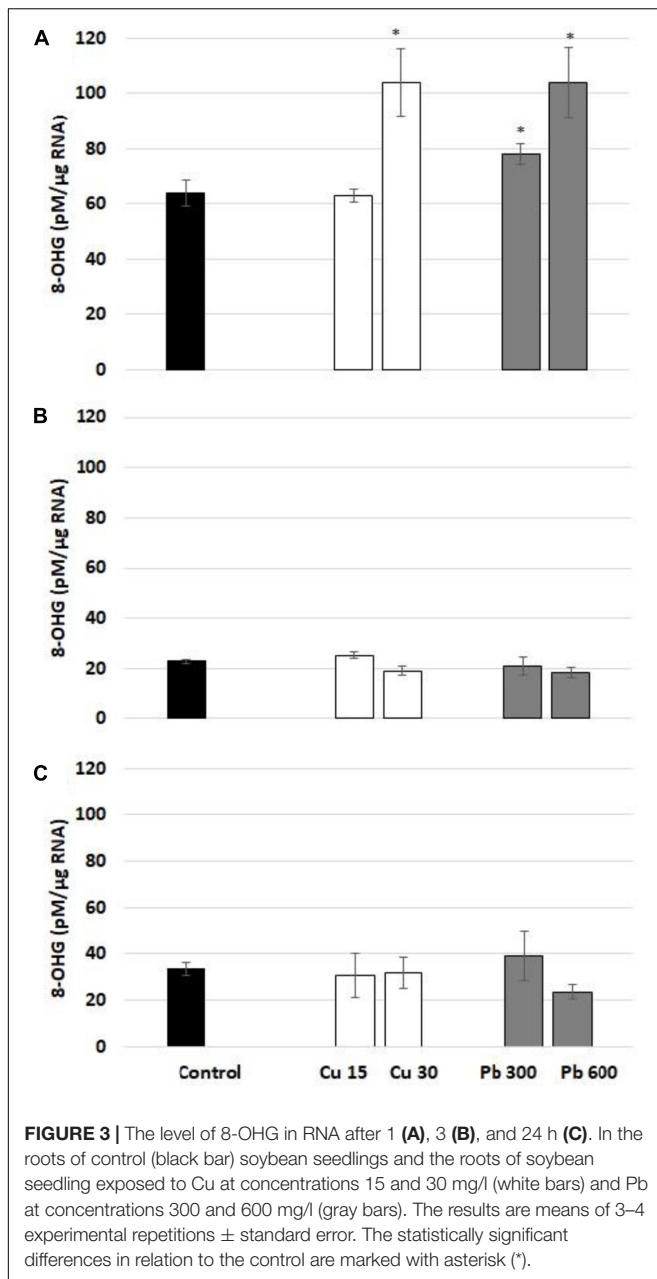 A
*
*
*
120
100
80
60
40
20
0
8-OHG (pM/µg RNA)
B
120
100
80
60
40
20
0
8-OHG (pM/µg RNA)
C
120
100
80
60
40
20
0
8-OHG (pM/µg RNA)
Control Cu 15 Cu 30 Pb 300 Pb 600
FIGURE 3 | The level of 8-OHG in RNA after 1 (A), 3 (B), and 24 h (C). In the
roots of control (black bar) soybean seedlings and the roots of soybean
seedling exposed to Cu at concentrations 15 and 30 mg/l (white bars) and Pb
at concentrations 300 and 600 mg/l (gray bars). The results are means of 3–4
experimental repetitions ± standard error. The statistically significant
differences in relation to the control are marked with asterisk (*).